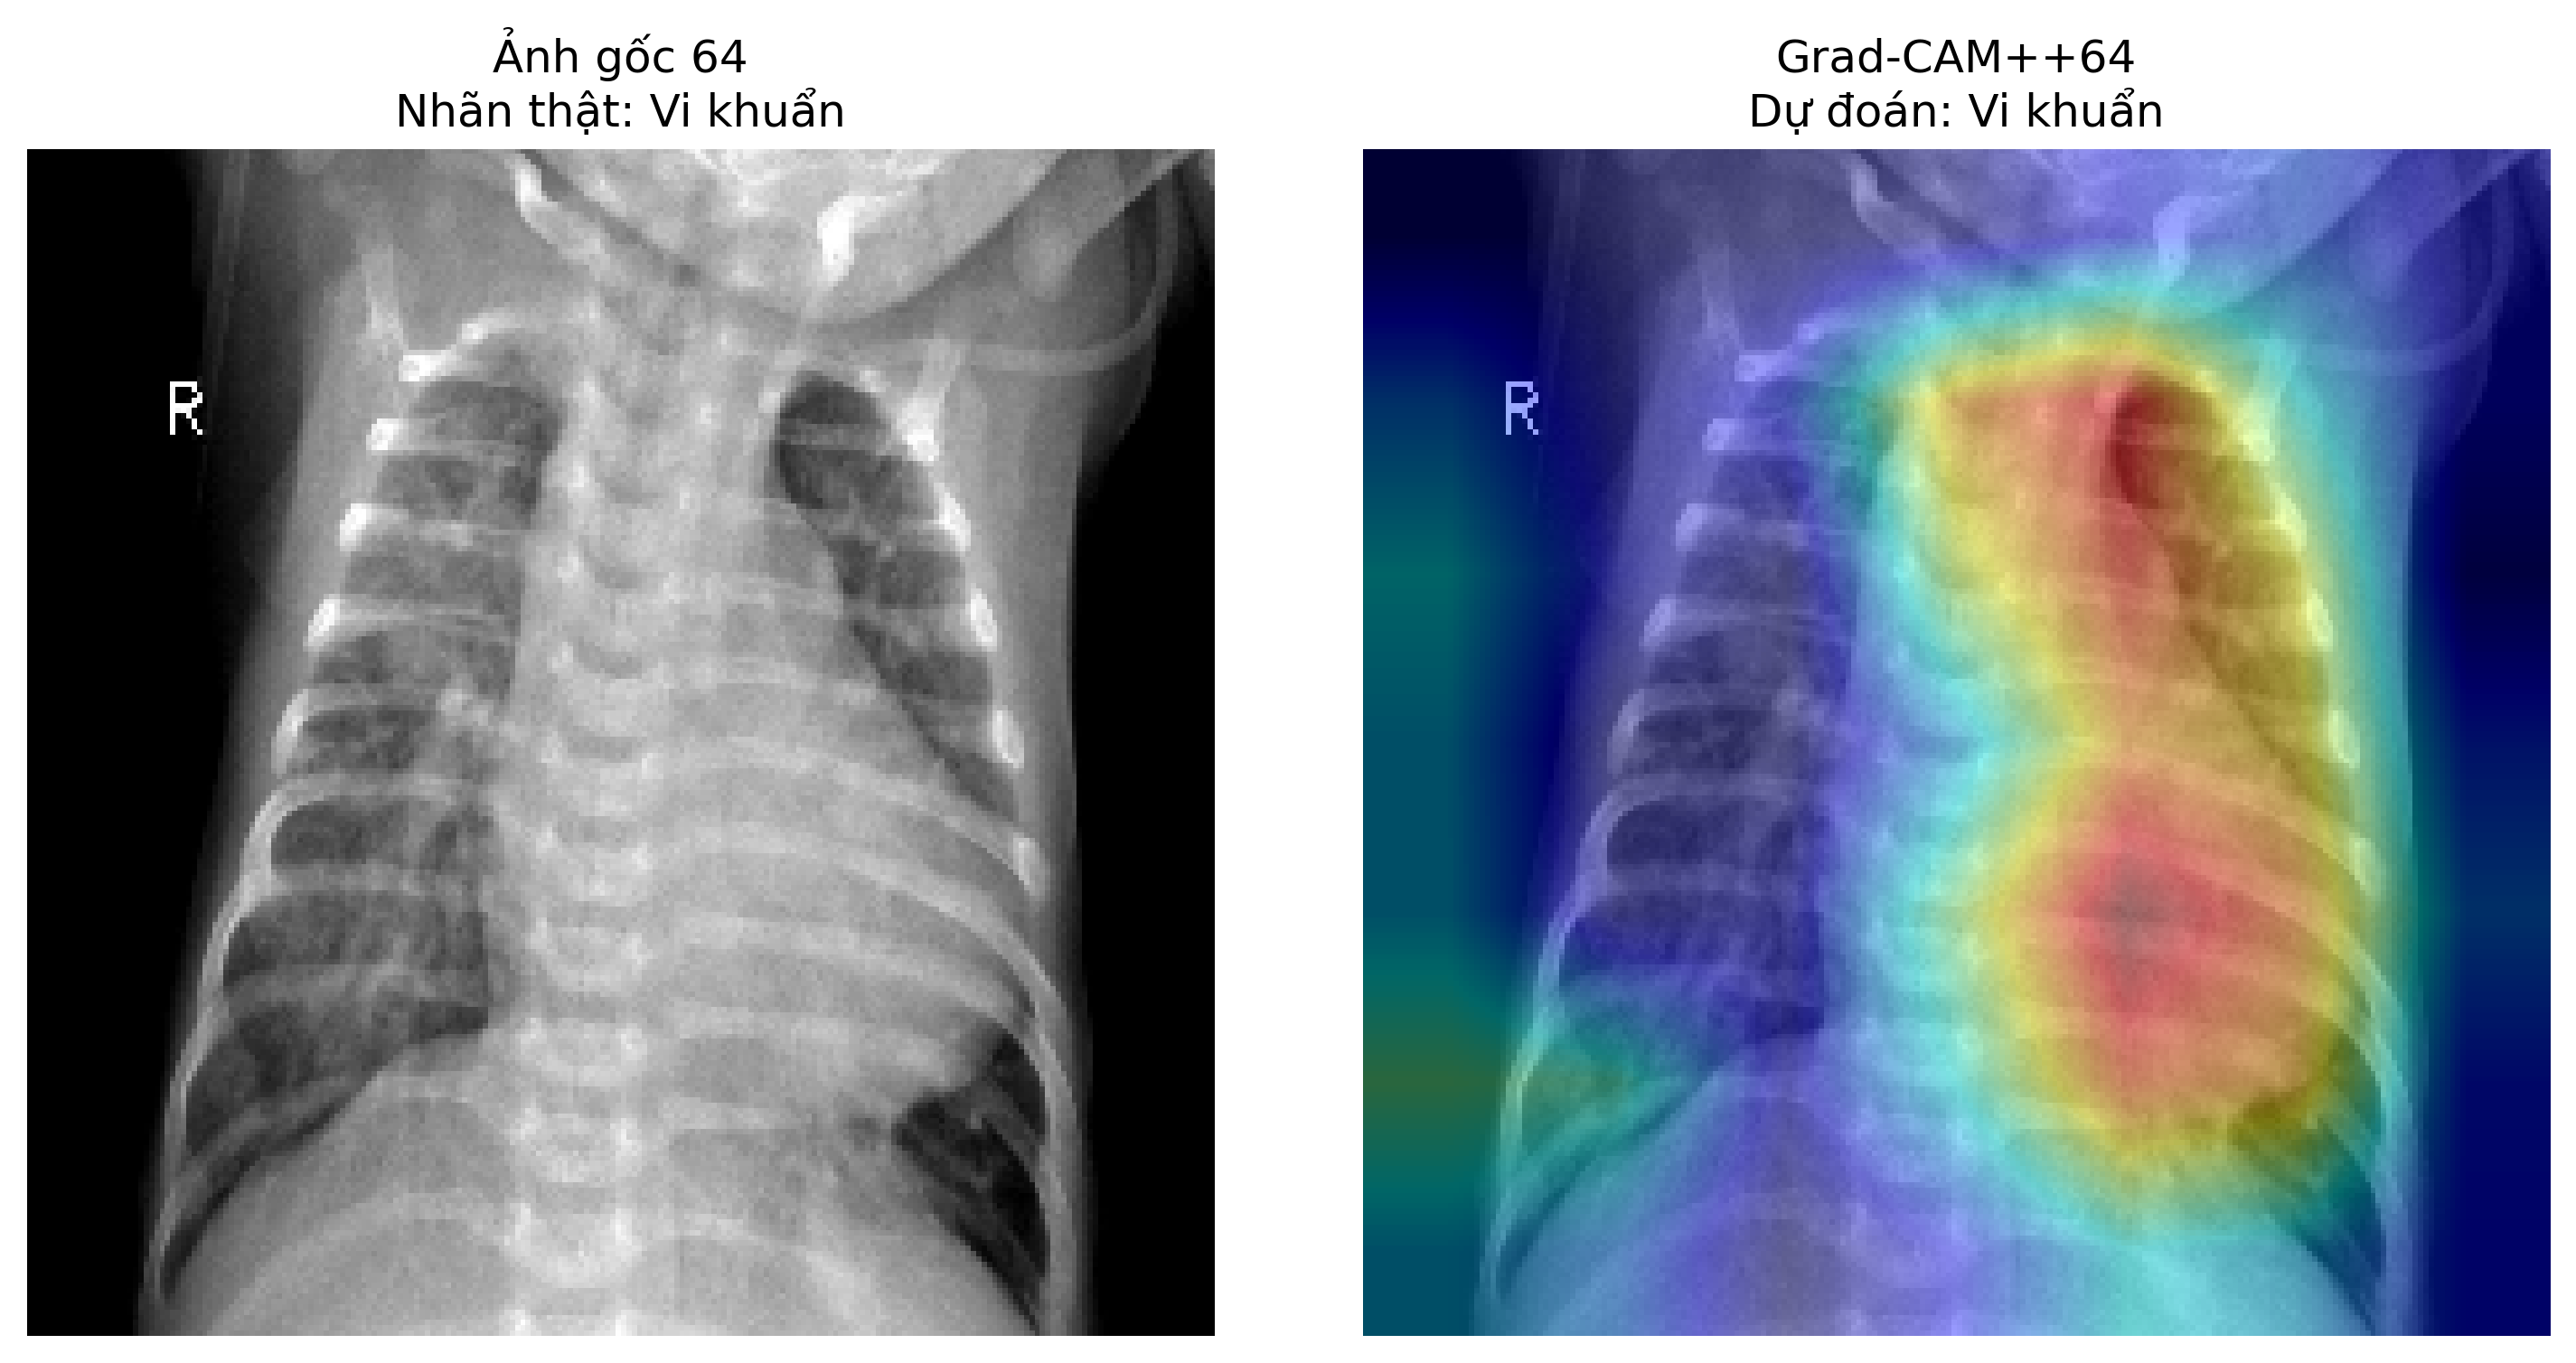 Ảnh gốc 64
Nhãn thật: Vi khuẩn
Grad-CAM++64
Dự đoán: Vi khuẩn
R
R